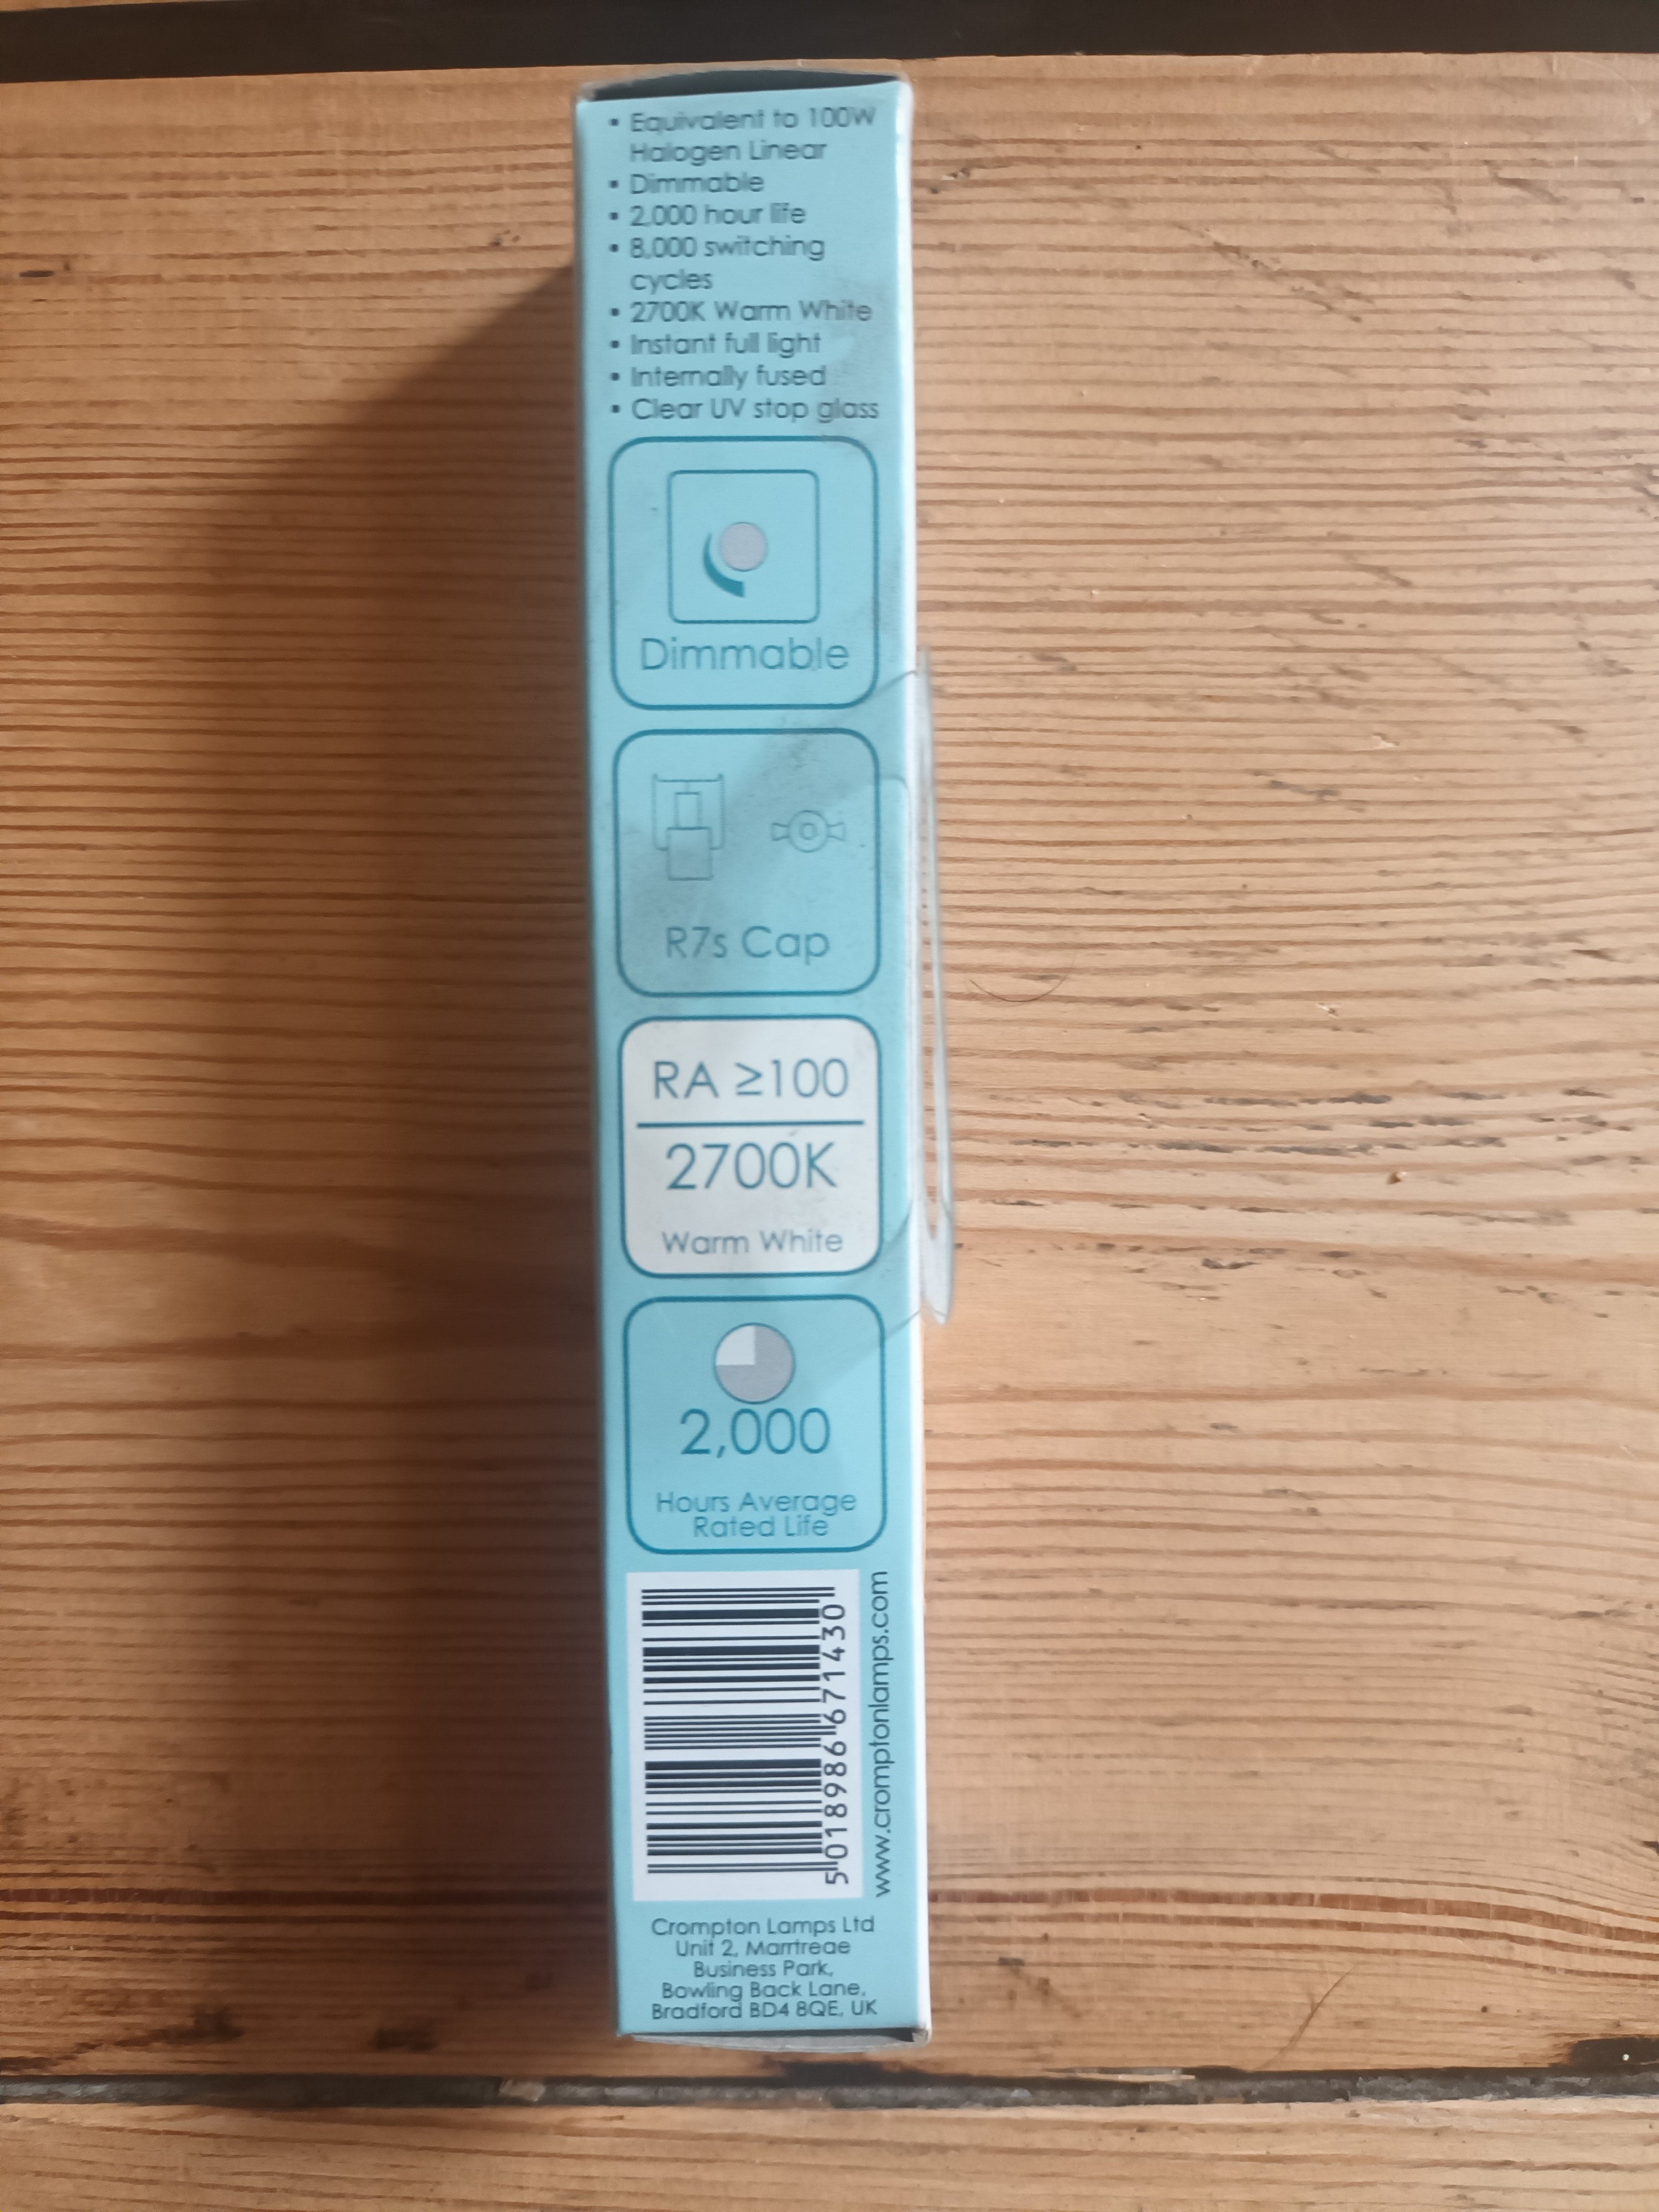 • Equivalent to 100W
Halogen Linear
• Dimmable
• 2,000 hour life
• 8,000 switching
cycles
• 2700K Warm White
• Instant full light
• Internally fused
• Clear UV stop glass
Dimmable
R7s Cap
RA ≥100
2700K
Warm White
2,000
Hours Average
Rated Life
5 018986 671430
www.cromptonlamps.com
Crompton Lamps Ltd
Unit 2, Marrtreae
Business Park,
Bowling Back Lane,
Bradford BD4 8QE, UK